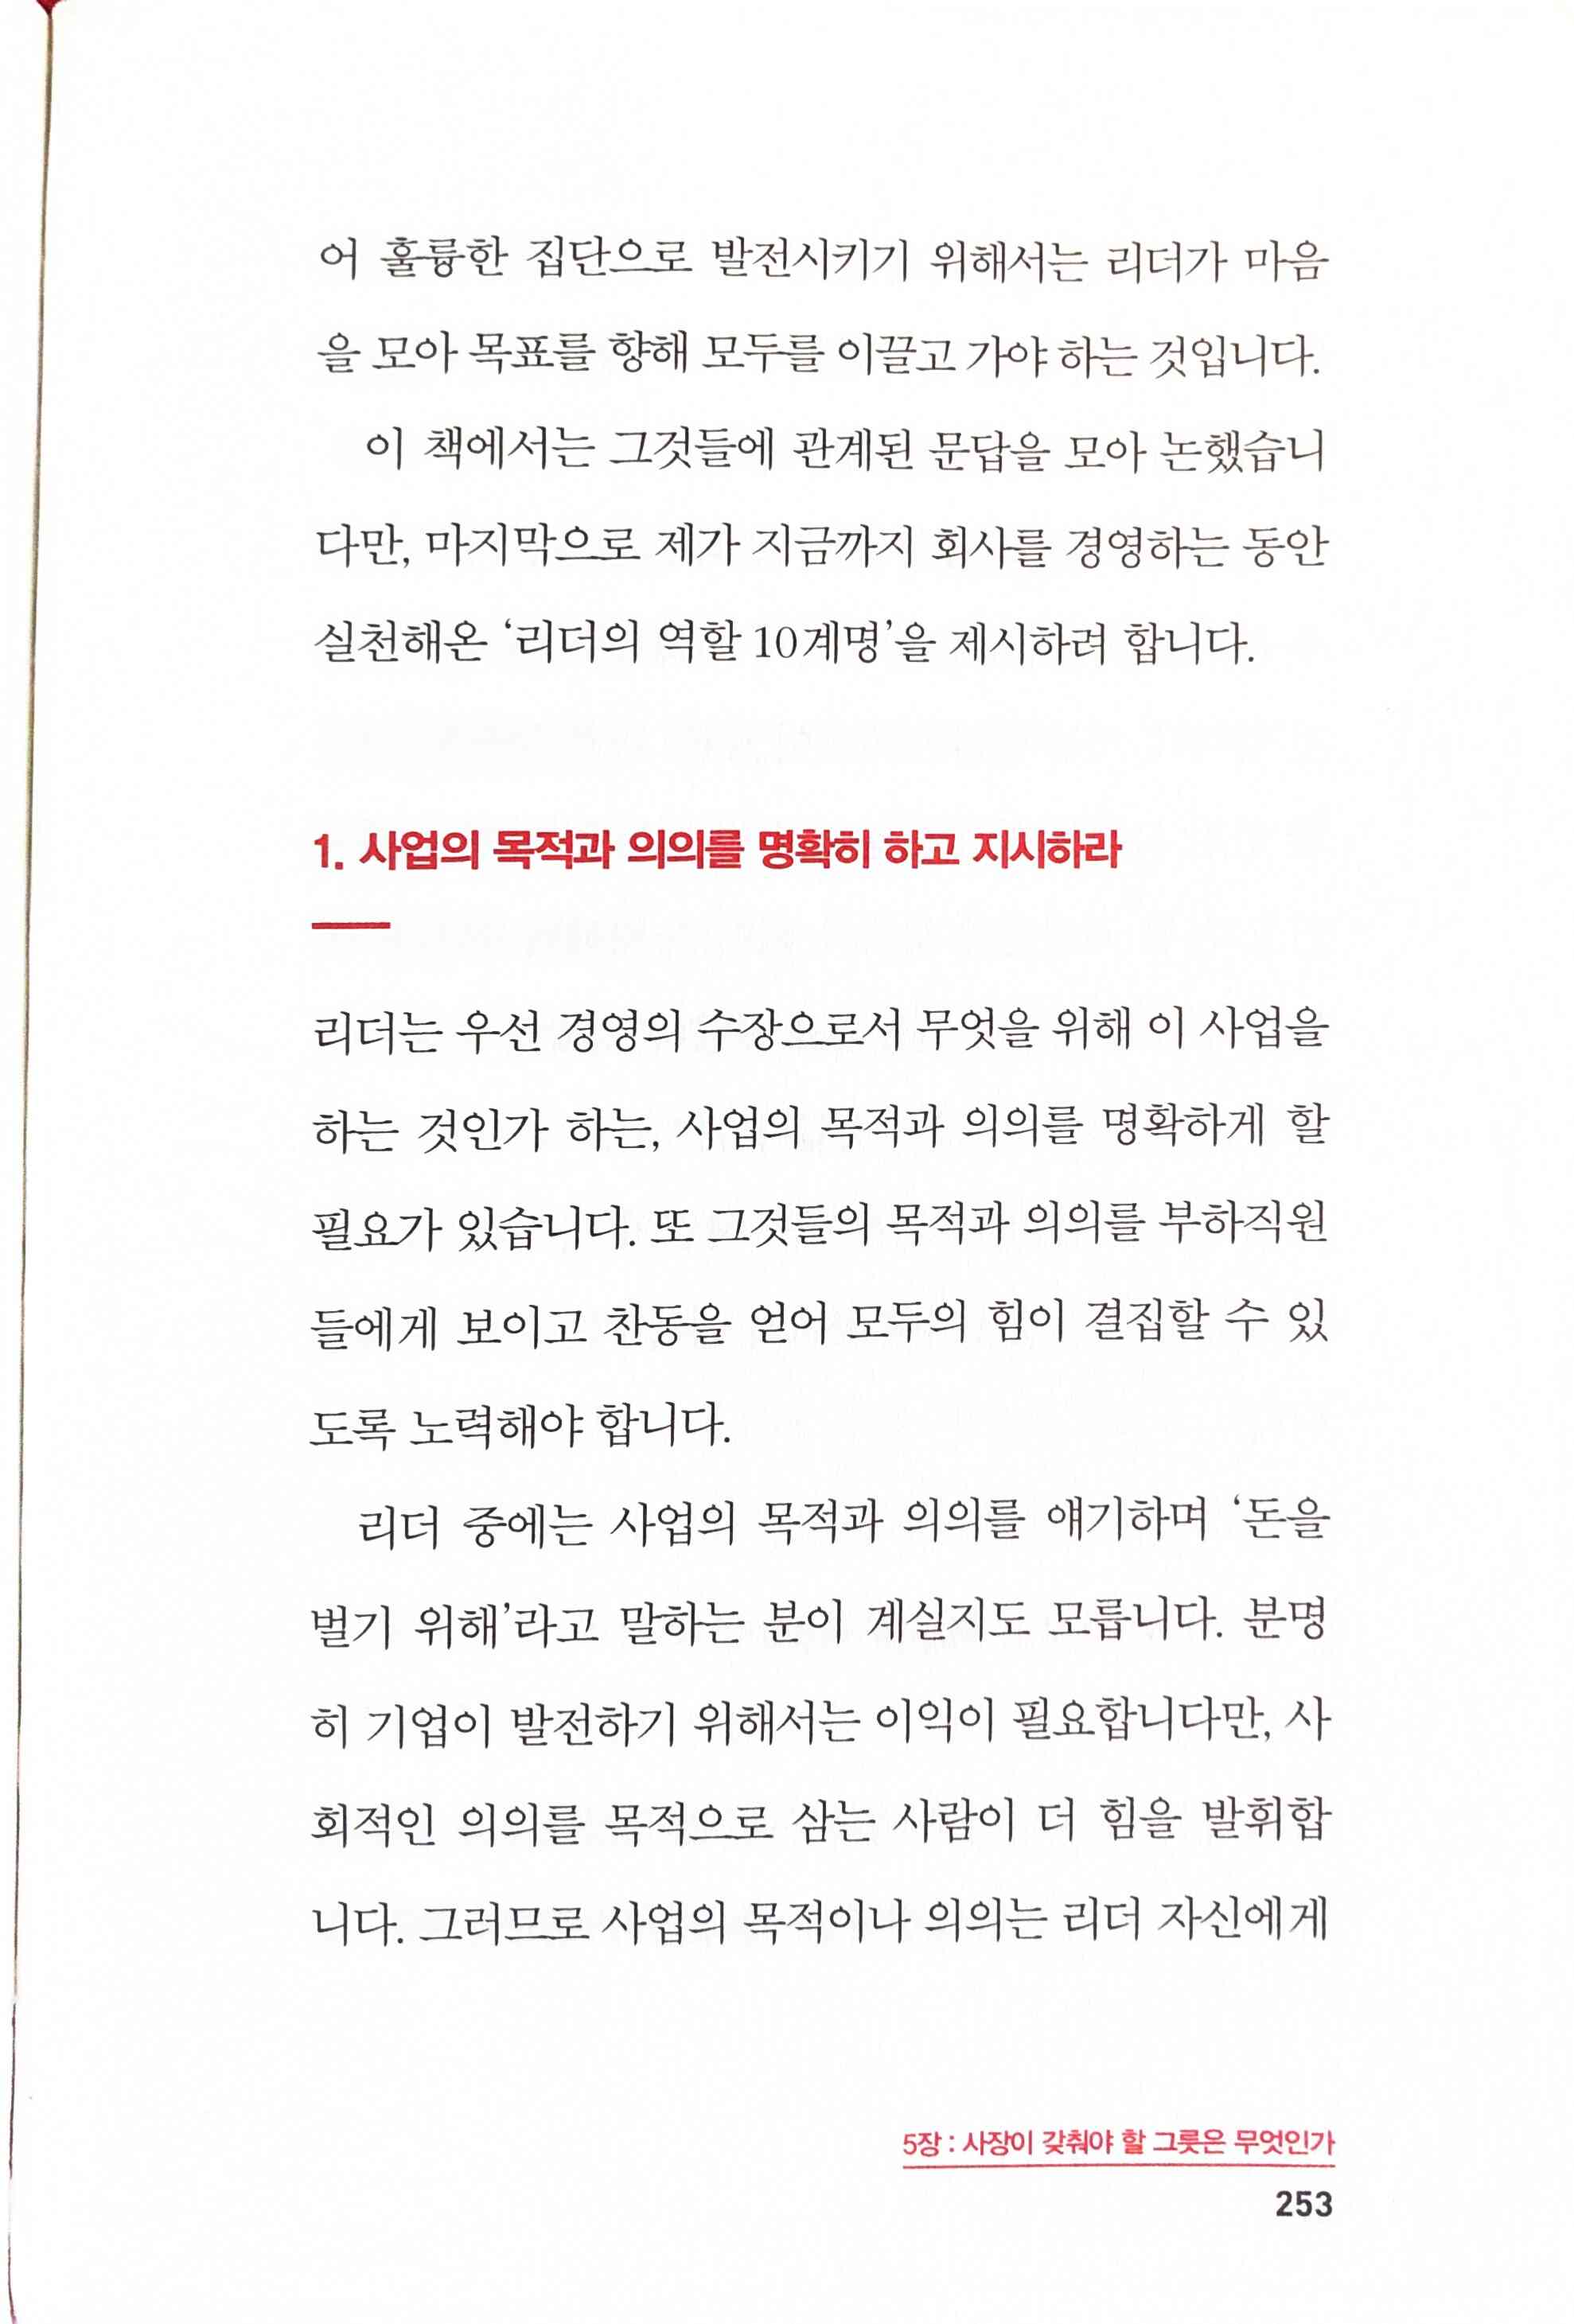 어 훌륭한 집단으로 발전시키기 위해서는 리더가 마음
을 모아 목표를 향해 모두를 이끌고 가야 하는 것입니다.
이 책에서는 그것들에 관계된 문답을 모아 논했습니
다만, 마지막으로 제가 지금까지 회사를 경영하는 동안
실천해온 ‘리더의 역할 10계명’을 제시하려 합니다.
1. 사업의 목적과 의의를 명확히 하고 지시하라
리더는 우선 경영의 수장으로서 무엇을 위해 이 사업을
하는 것인가 하는, 사업의 목적과 의의를 명확하게 할
필요가 있습니다. 또 그것들의 목적과 의의를 부하직원
들에게 보이고 찬동을 얻어 모두의 힘이 결집할 수 있
도록 노력해야 합니다.
리더 중에는 사업의 목적과 의의를 얘기하며 ‘돈을
벌기 위해’라고 말하는 분이 계실지도 모릅니다. 분명
히 기업이 발전하기 위해서는 이익이 필요합니다만, 사
회적인 의의를 목적으로 삼는 사람이 더 힘을 발휘합
니다. 그러므로 사업의 목적이나 의의는 리더 자신에게
5장 : 사장이 갖춰야 할 그릇은 무엇인가
253